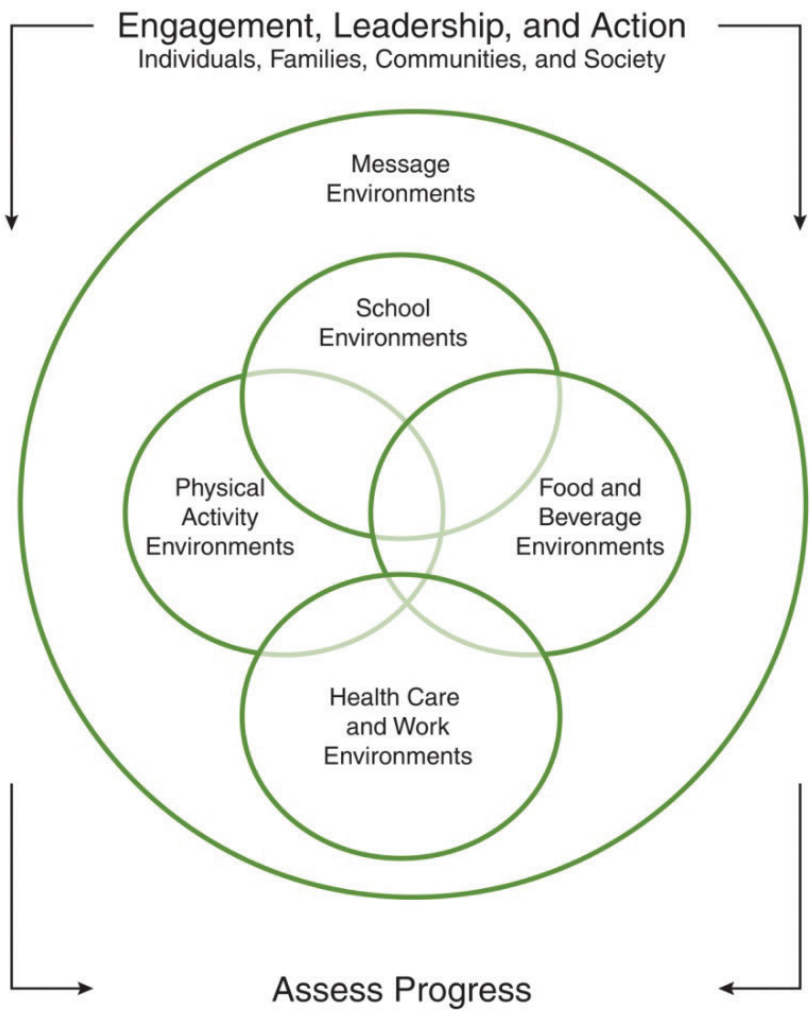 Engagement, Leadership, and Action
Individuals, Families, Communities, and Society
Message
Environments
School
Environments
Physical
Activity
Environments
Food and
Beverage
Environments
Health Care
and Work
Environments
Assess Progress